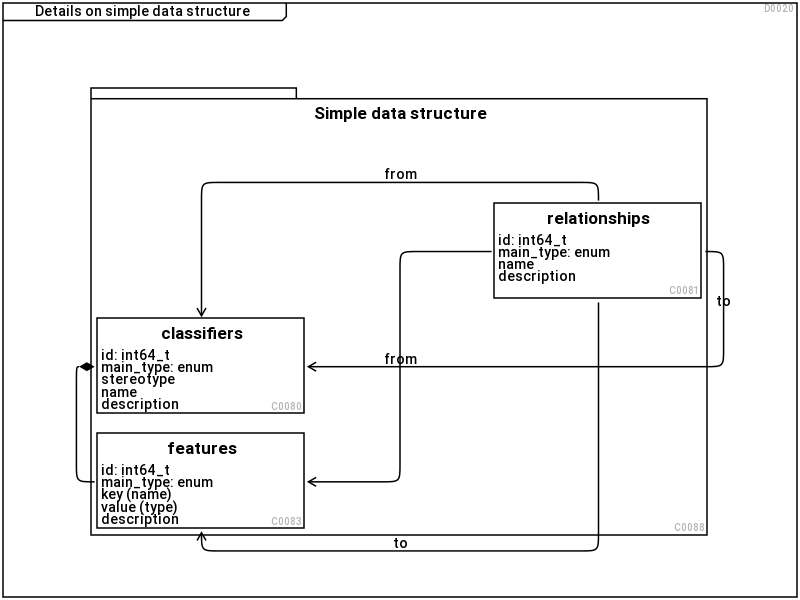 Details on simple data structure
D0020
Simple data structure
from
relationships
id: int64_t
main_type: enum
name
description
C0081
to
classifiers
id: int64_t
main_type: enum
stereotype
name
description
C0080
from
features
id: int64_t
main_type: enum
key (name)
value (type)
description
C0083
C0088
to